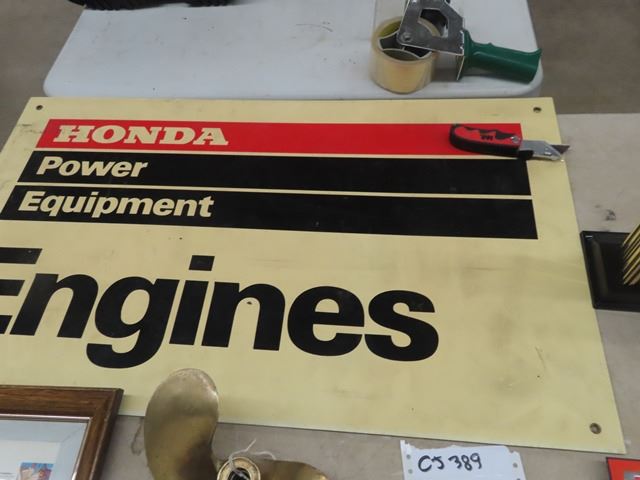 HONDA
Power
Equipment
Engines
CJ 389